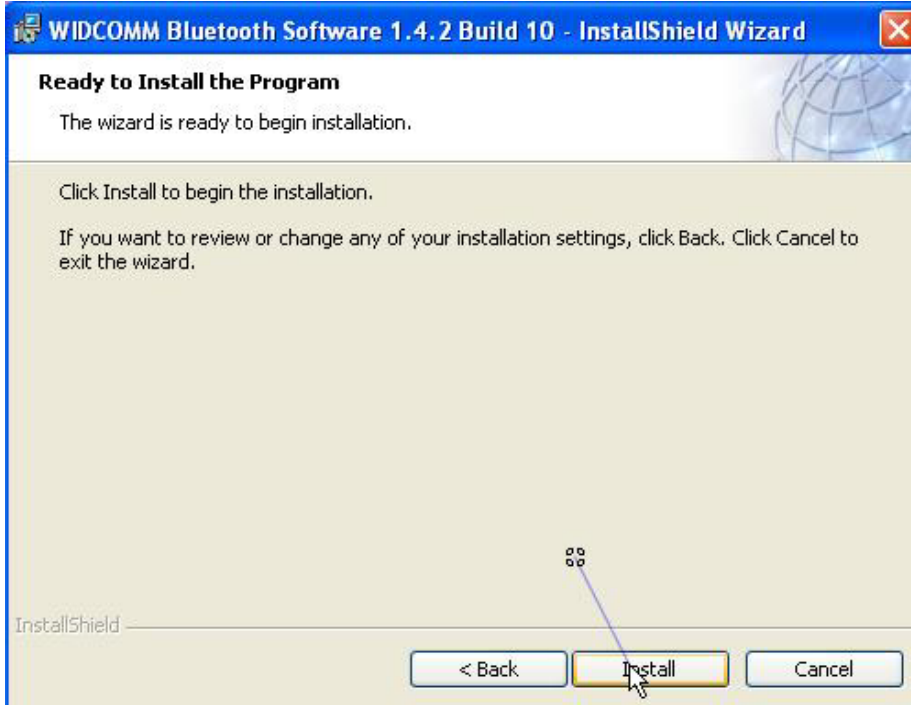 WIDCOMM Bluetooth Software 1.4.2 Build 10 - InstallShield Wizard
Ready to Install the Program
The wizard is ready to begin installation.
Click Install to begin the installation.
If you want to review or change any of your installation settings, click Back. Click Cancel to
exit the wizard.
InstallShield
< Back
Install
Cancel